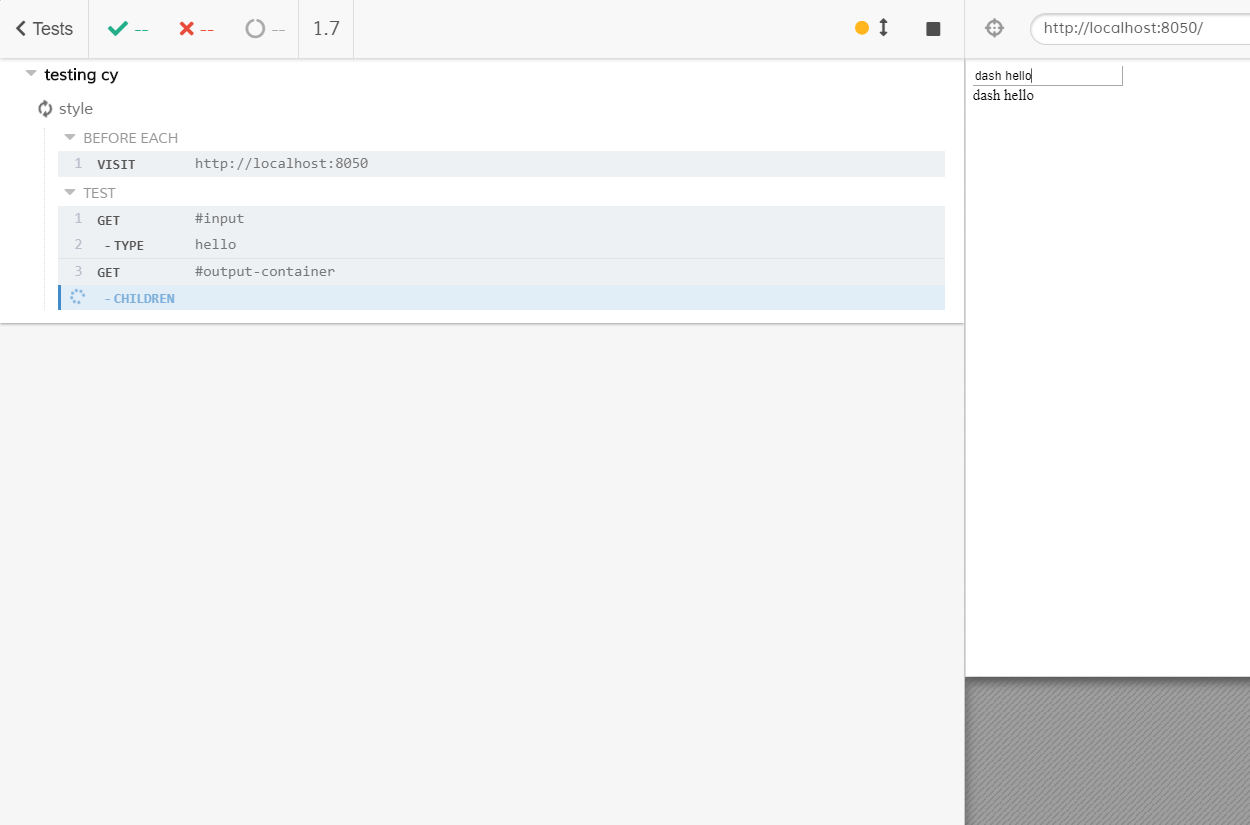 Tests -- -- -- 1.7 http://localhost:8050/
testing cy
style
BEFORE EACH
1 VISIT http://localhost:8050
TEST
1 GET #input
2 - TYPE hello
3 GET #output-container
- CHILDREN
dash hello
dash hello